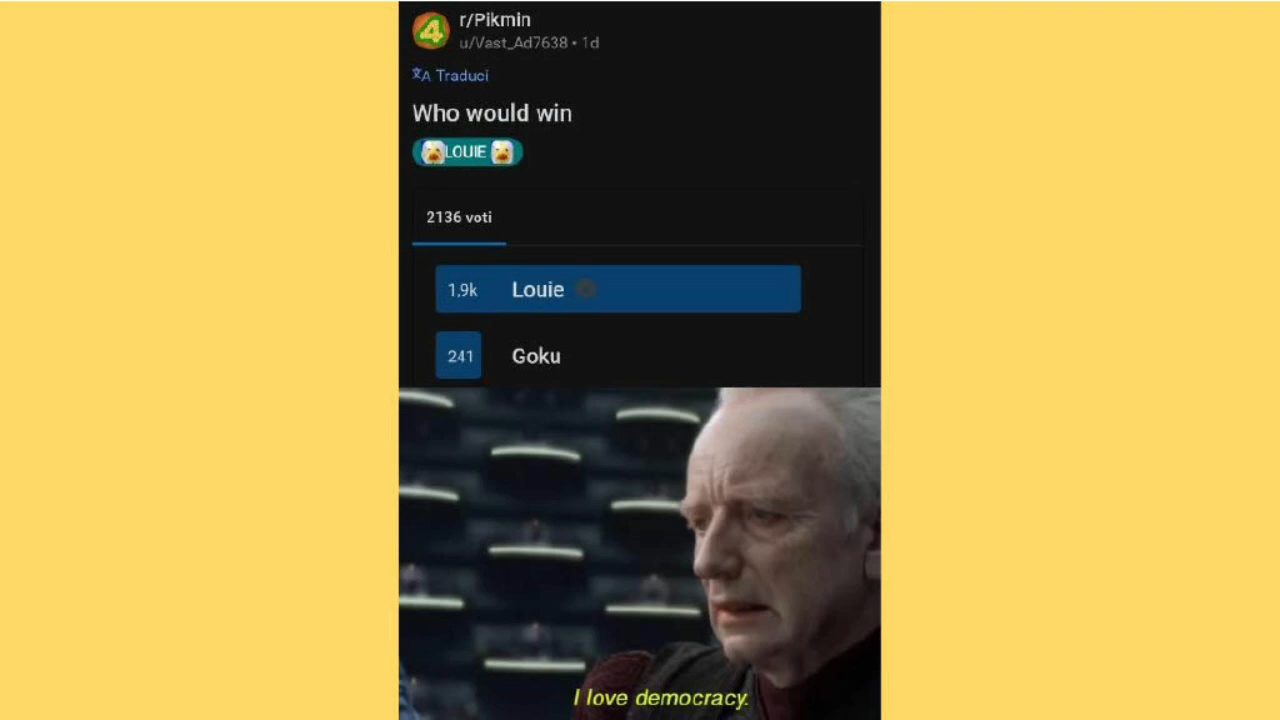 r/Pikmin
u/Vast_Ad7638 • 1d
Traduci
Who would win
LOUIE
2136 voti
1,9k Louie
241 Goku
I love democracy.